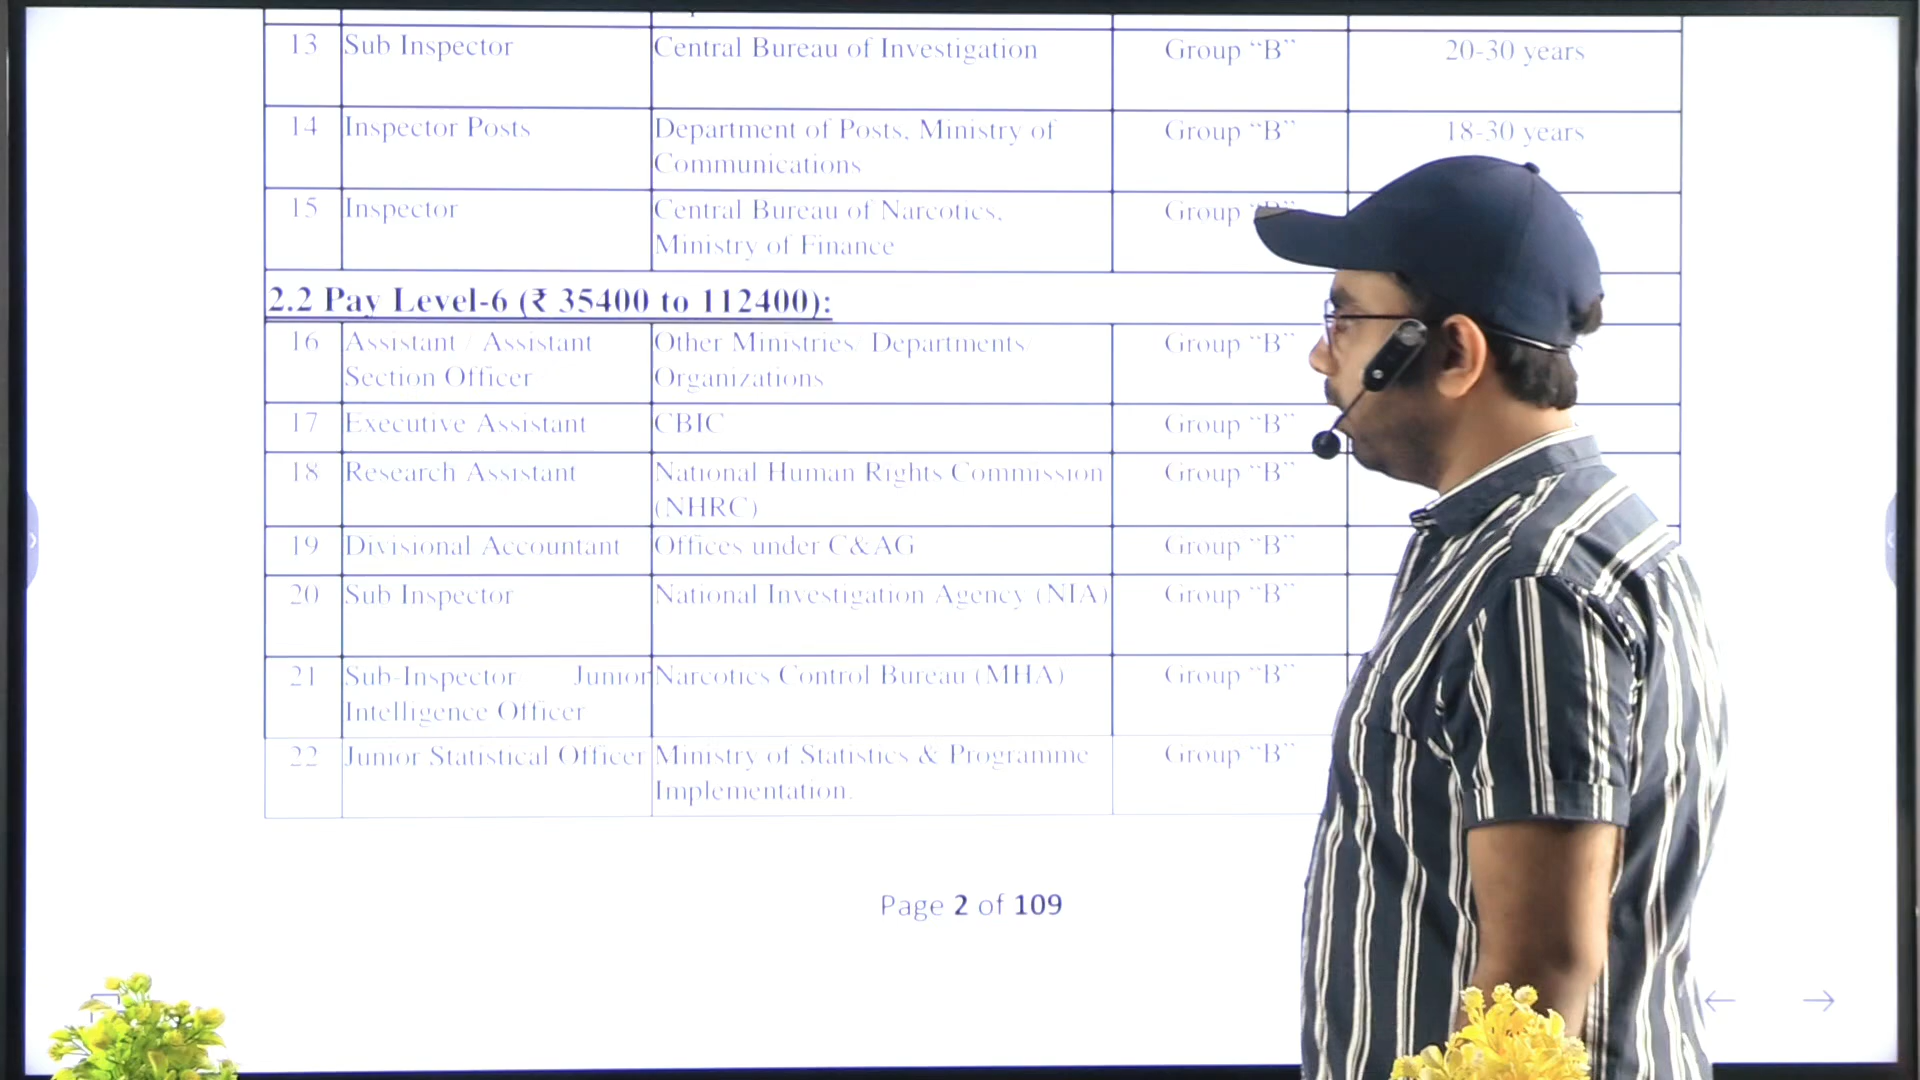 13 Sub Inspector Central Bureau of Investigation Group “B” 20-30 years
14 Inspector Posts Department of Posts, Ministry of Group “B” 18-30 years
Communications
15 Inspector Central Bureau of Narcotics, Group
Ministry of Finance
2.2 Pay Level-6 (₹ 35400 to 112400):
16 Assistant / Assistant Other Ministries/ Departments/ Group “B”
Section Officer Organizations
17 Executive Assistant CBIC Group “B”
18 Research Assistant National Human Rights Commission Group “B”
(NHRC)
19 Divisional Accountant Offices under C&AG Group “B”
20 Sub Inspector National Investigation Agency (NIA) Group “B”
21 Sub-Inspector/ Junior Narcotics Control Bureau (MHA) Group “B”
Intelligence Officer
22 Junior Statistical Officer Ministry of Statistics & Programme Group “B”
Implementation.
Page 2 of 109